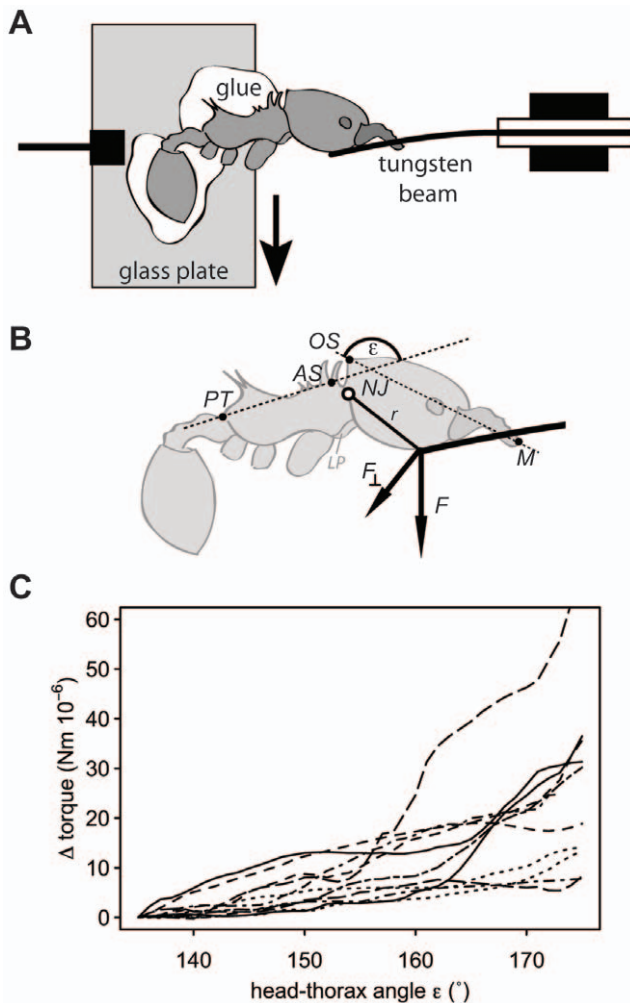 A
glue
tungsten
beam
glass plate
B
OS
ε
AS
NJ
PT
r
LP
M
F⊥
F
C
60
50
40
30
20
10
0
Δ torque (Nm 10⁻⁶)
140 150 160 170
head-thorax angle ε (°)